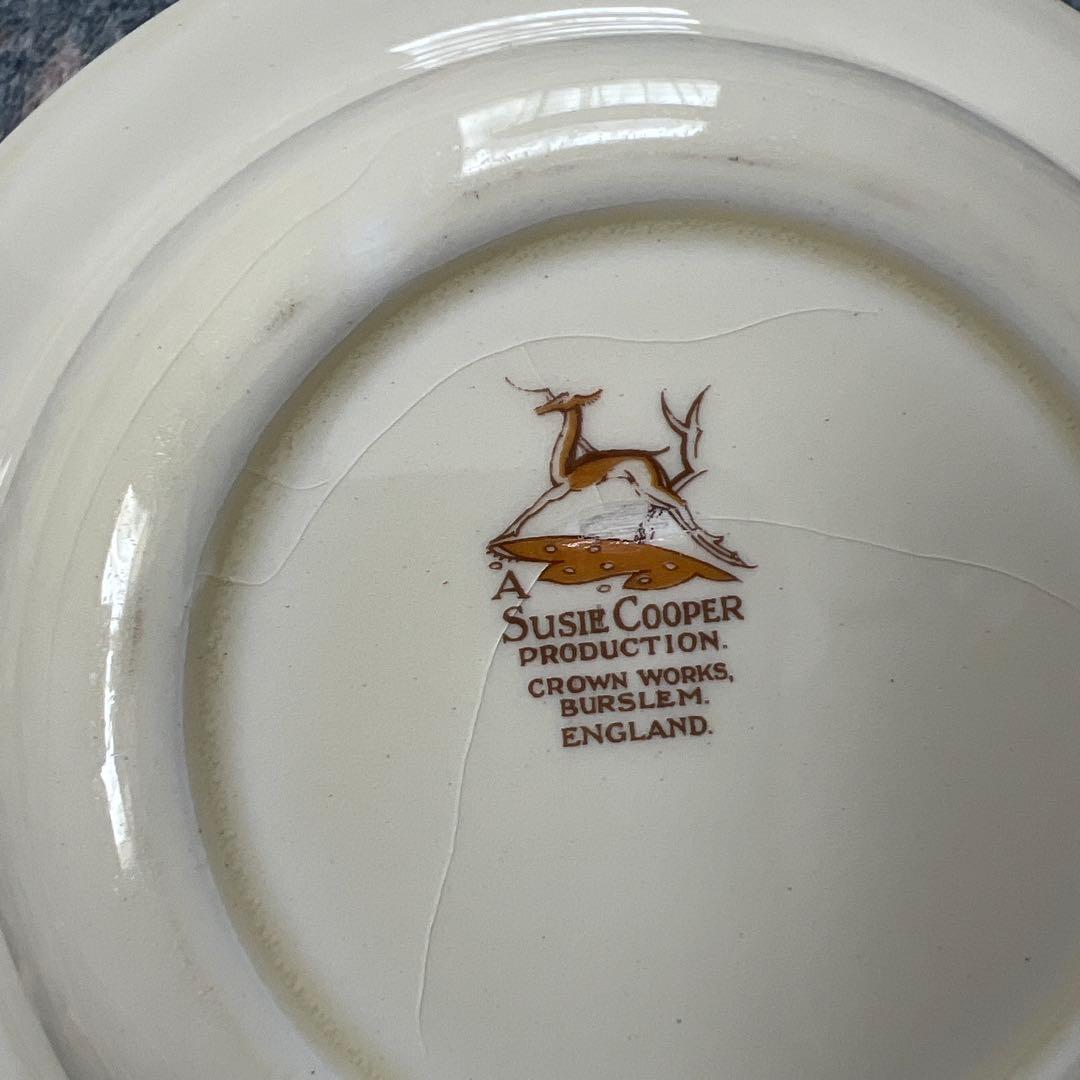 A
SUSIE COOPER
PRODUCTION.
CROWN WORKS,
BURSLEM.
ENGLAND.